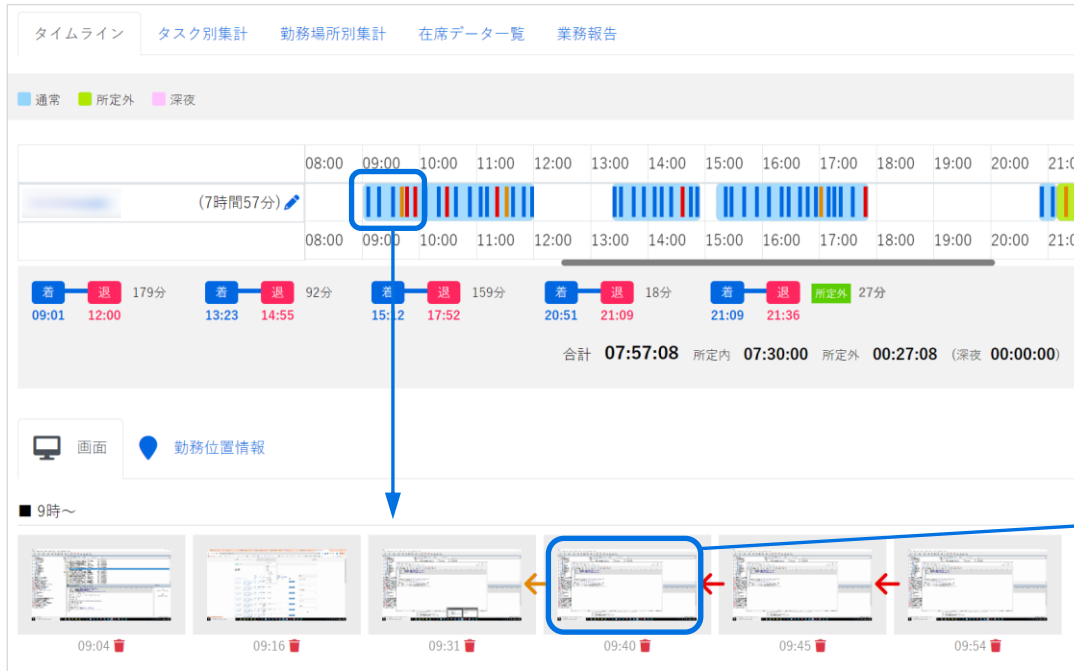 タイムライン タスク別集計 勤務場所別集計 在席データ一覧 業務報告
通常 所定外 深夜
08:00 09:00 10:00 11:00 12:00 13:00 14:00 15:00 16:00 17:00 18:00 19:00 20:00 21:0
(7時間57分)
08:00 09:00 10:00 11:00 12:00 13:00 14:00 15:00 16:00 17:00 18:00 19:00 20:00 21:0
着 退 179分 着 退 92分 着 退 159分 着 退 18分 着 退 所定外 27分
09:01 12:00 13:23 14:55 15:12 17:52 20:51 21:09 21:09 21:36
合計 07:57:08 所定内 07:30:00 所定外 00:27:08 (深夜 00:00:00)
画面 勤務位置情報
■ 9時～
09:04 09:16 09:31 09:40 09:45 09:54